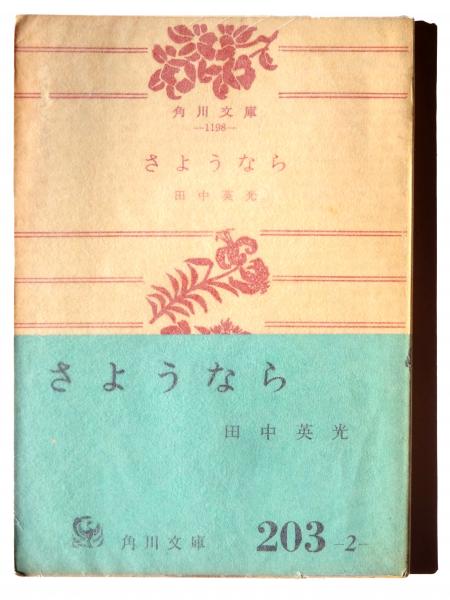 角川文庫
—1198—
さようなら
田中英光
さようなら
田中英光
角川文庫 203 -2-